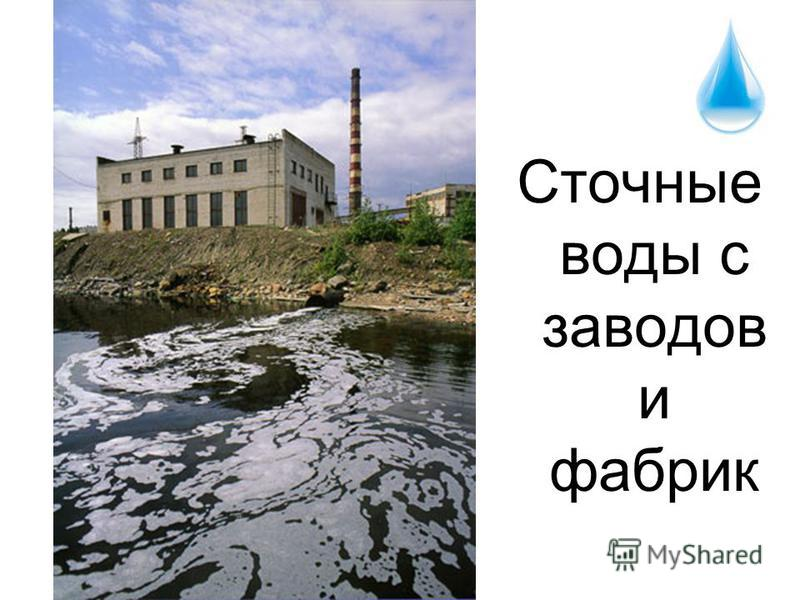 Сточные
воды с
заводов
и
фабрик
MyShared